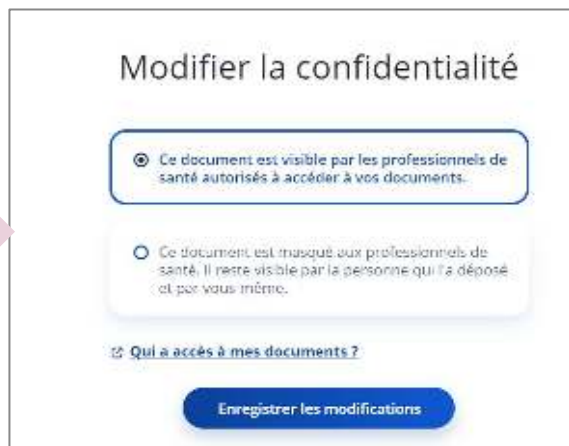 Modifier la confidentialité
Ce document est visible par les professionnels de
santé autorisés à accéder à vos documents.
Ce document est masqué aux professionnels de
santé. Il reste visible par la personne qui l'a déposé
et par vous même.
Qui a accès à mes documents ?
Enregistrer les modifications